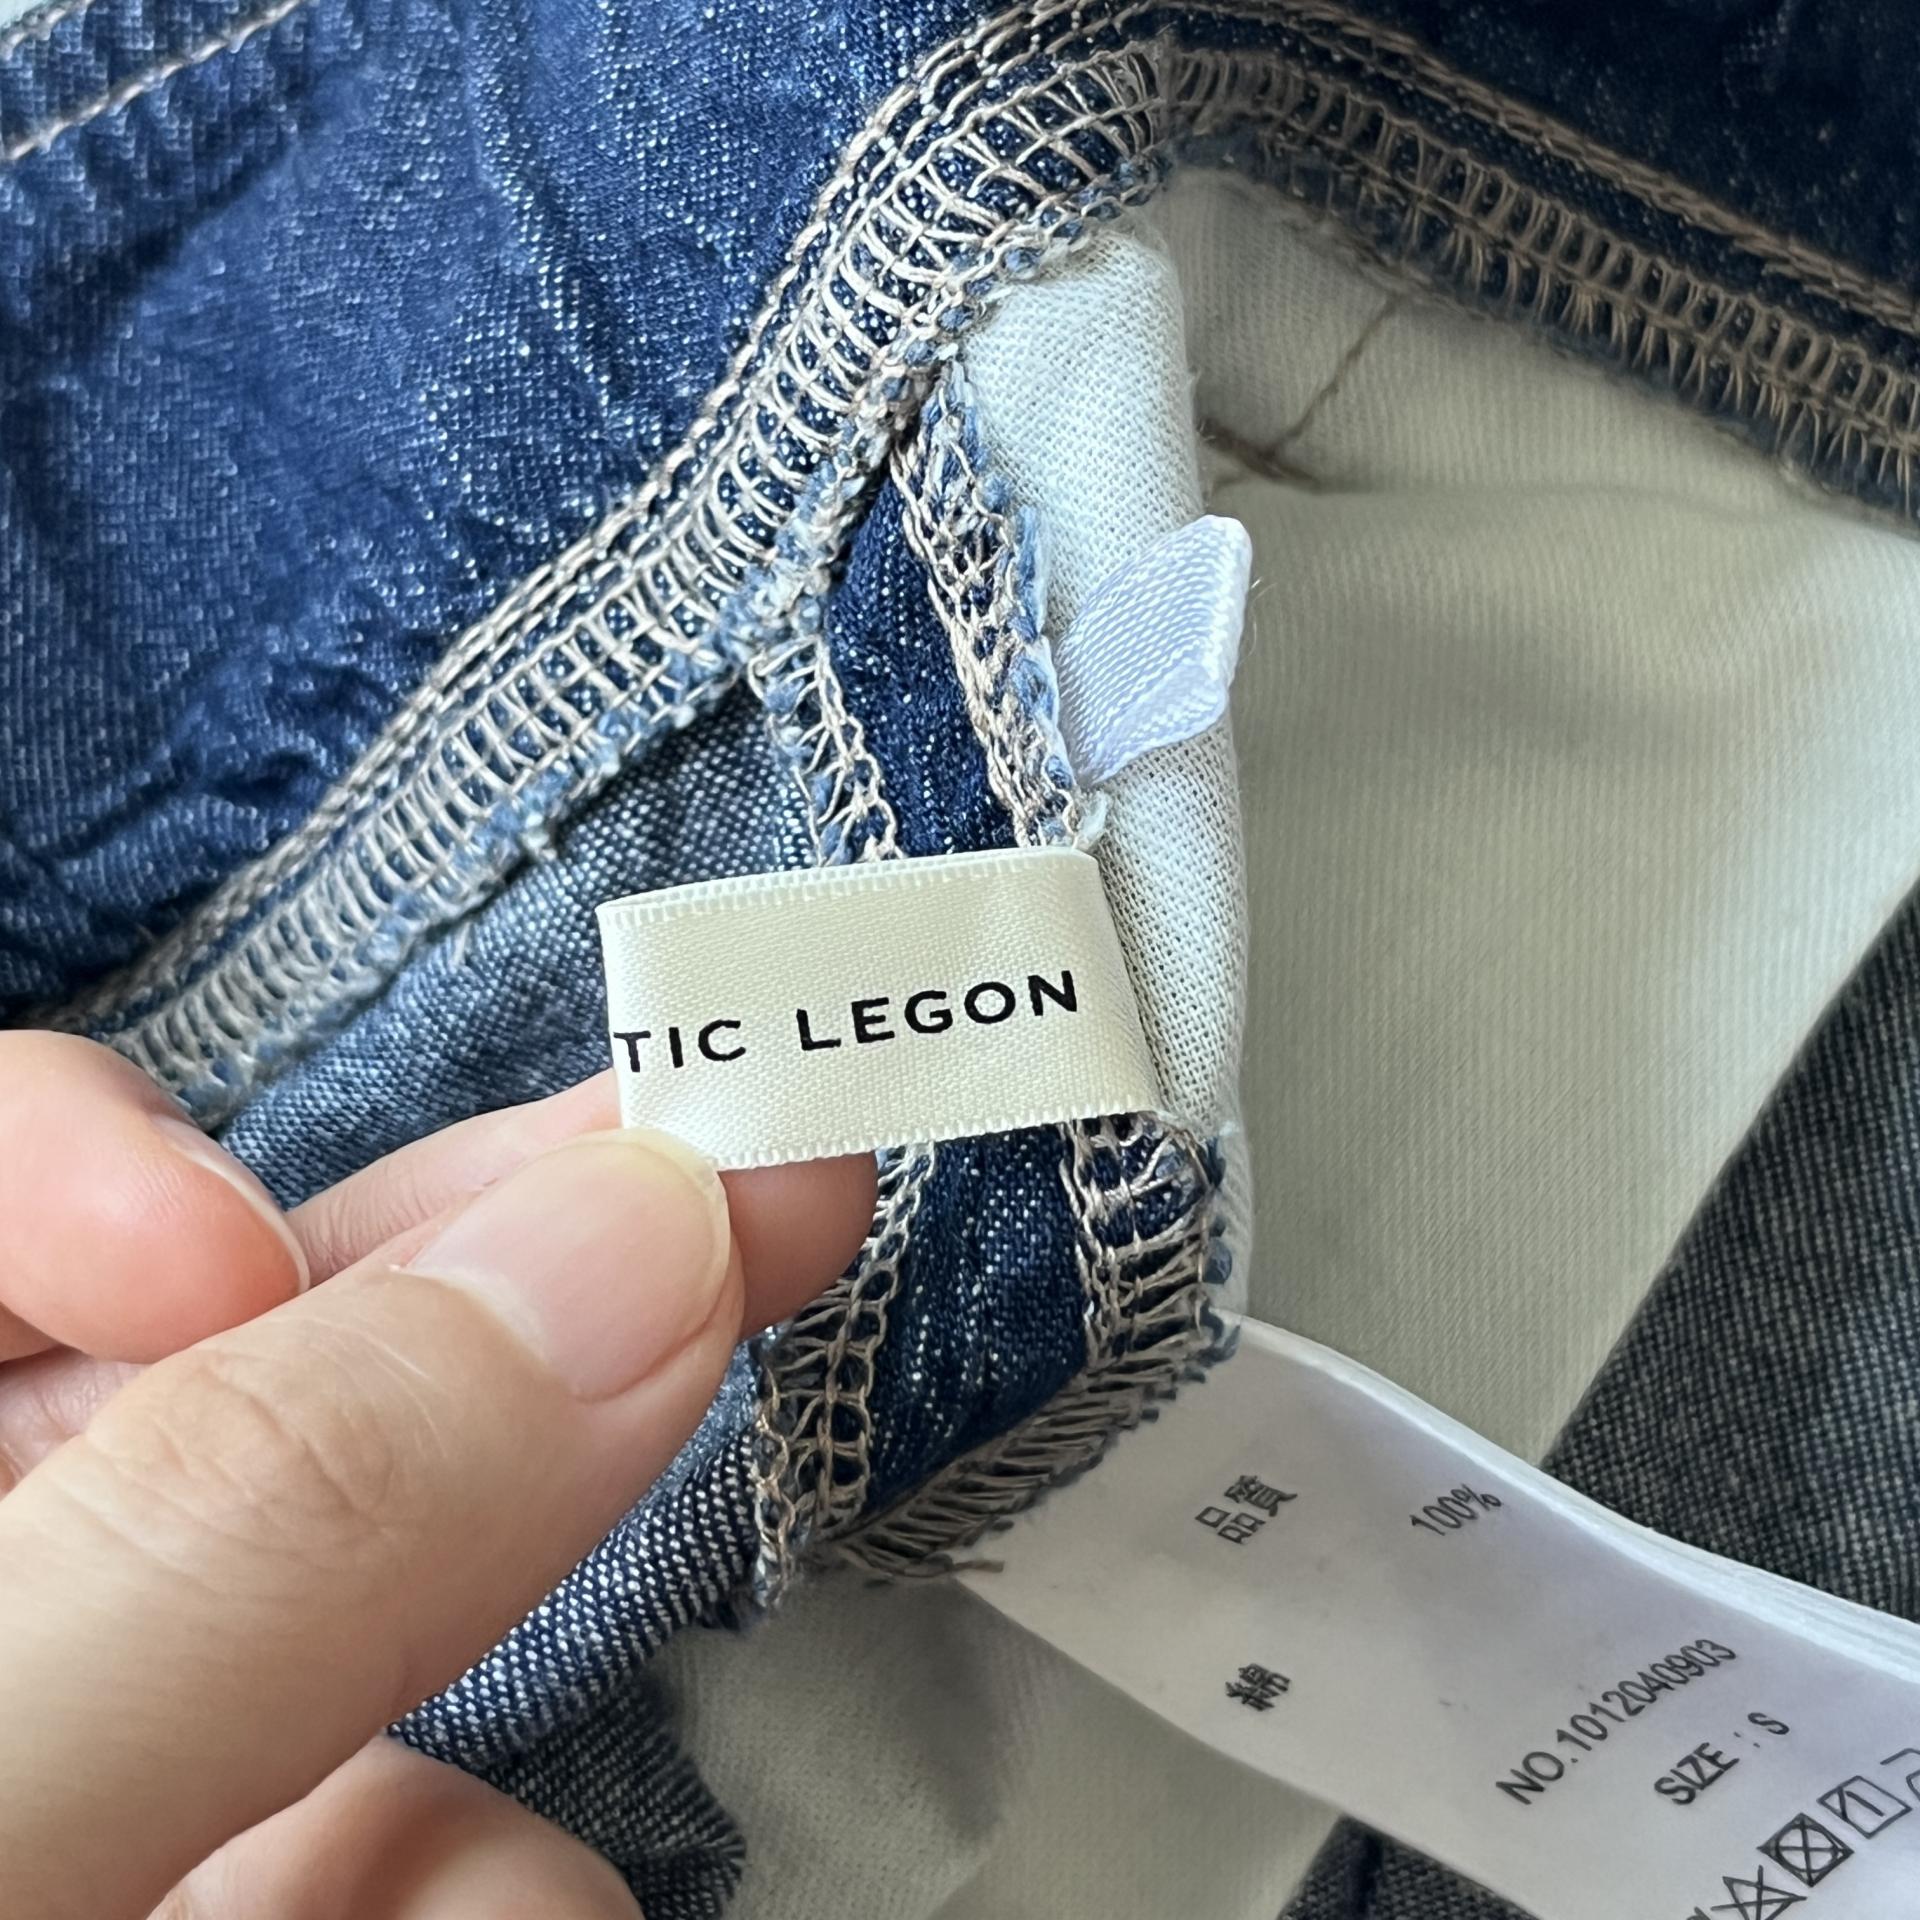 TIC LEGON
品質
綿 100%
NO.1012040903
SIZE : S